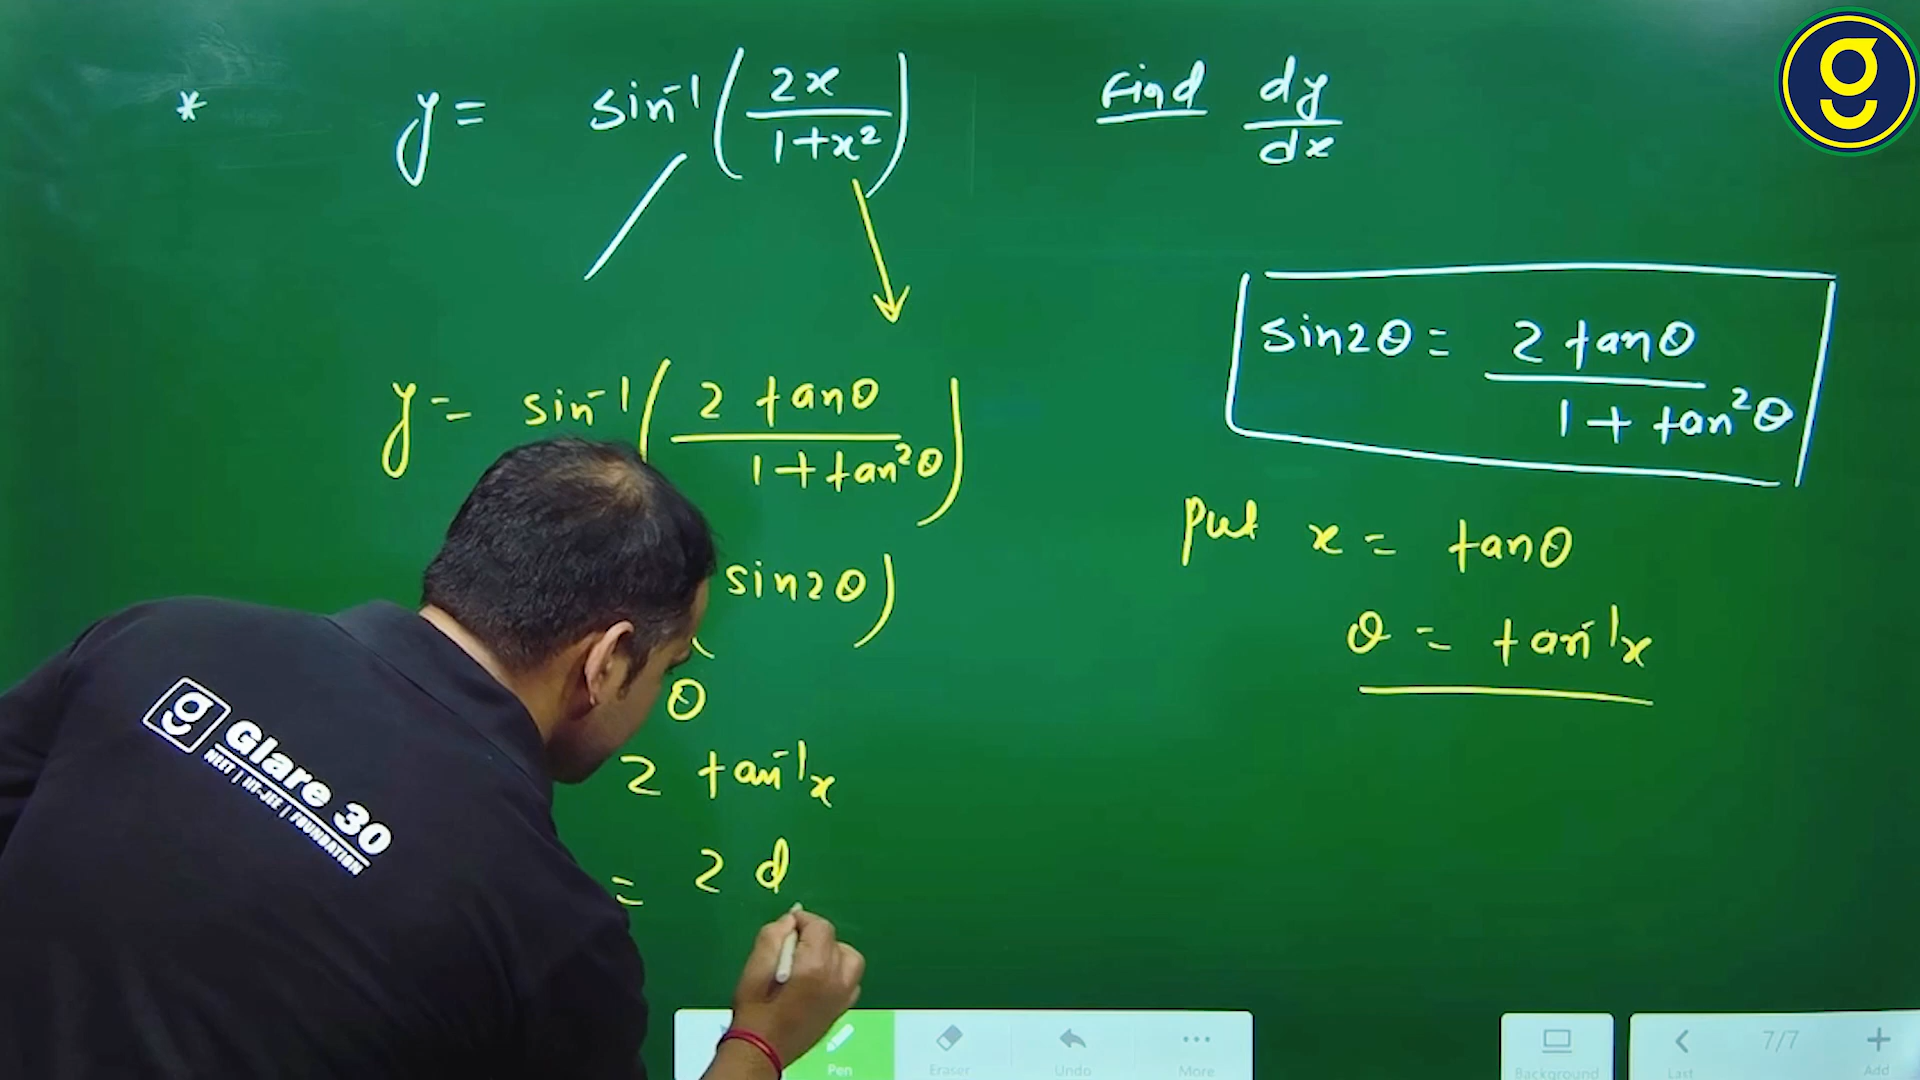 * y = sin⁻¹(2x/1+x²) Find dy/dx
sin2θ = 2 tanθ/1 + tan²θ
y = sin⁻¹(2 tanθ/1 + tan²θ)
put x = tanθ
sin2θ)
θ = tan⁻¹x
θ
2 tan⁻¹x
= 2 d
g Glare 30
NEET | IIT-JEE | FOUNDATION
Pen Eraser Undo More
Background
Last 7/7 Add